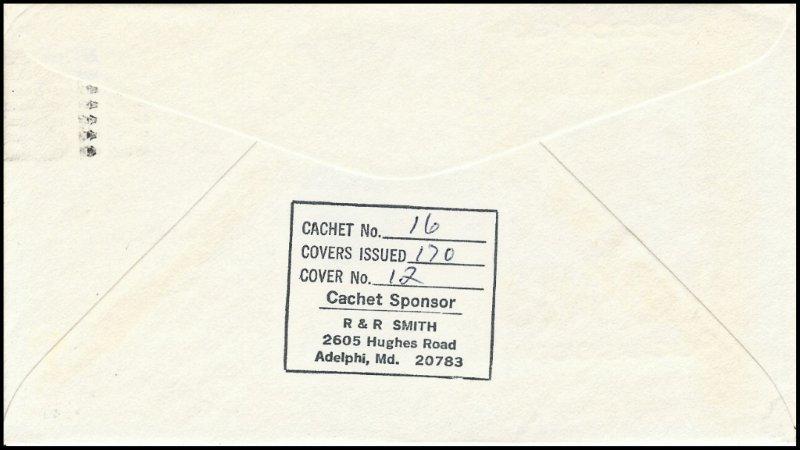 CACHET No. 16
COVERS ISSUED 170
COVER No. 12
Cachet Sponsor
R & R SMITH
2605 Hughes Road
Adelphi, Md. 20783